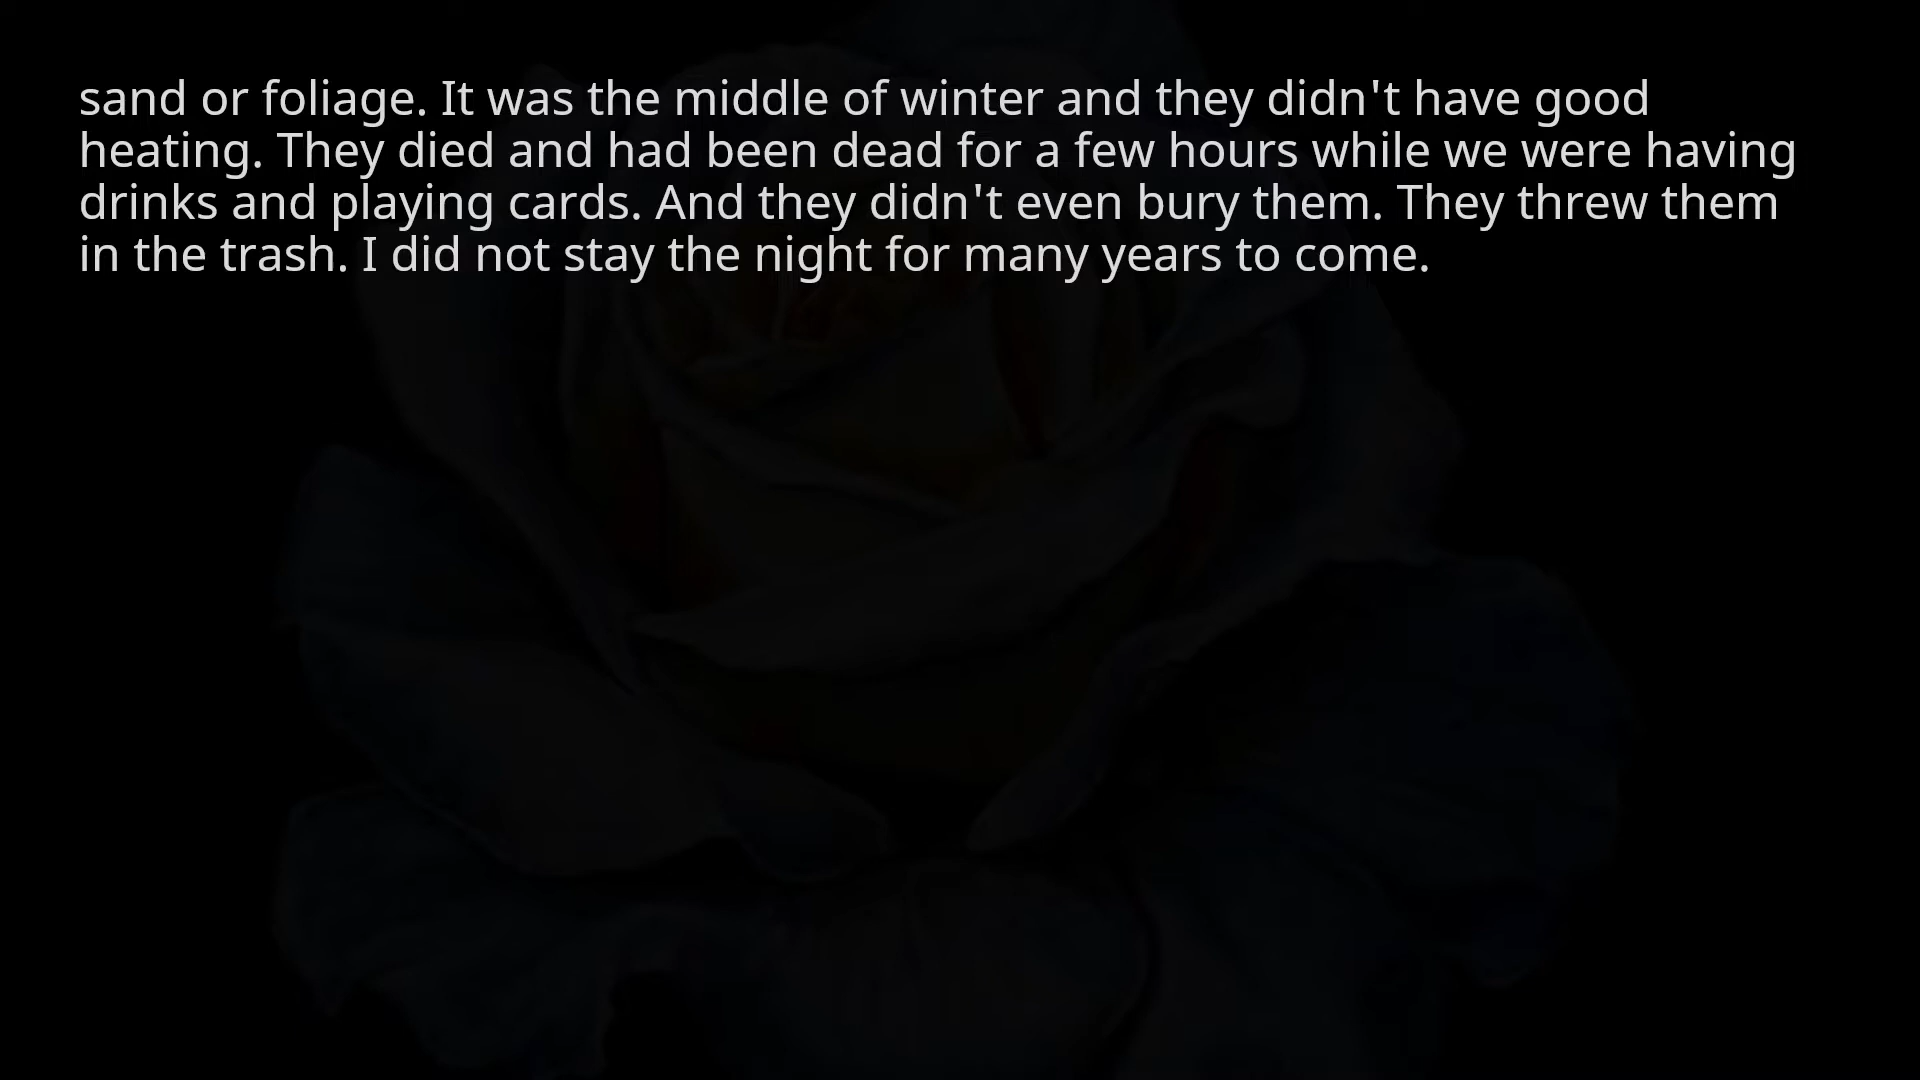 sand or foliage. It was the middle of winter and they didn't have good
heating. They died and had been dead for a few hours while we were having
drinks and playing cards. And they didn't even bury them. They threw them
in the trash. I did not stay the night for many years to come.